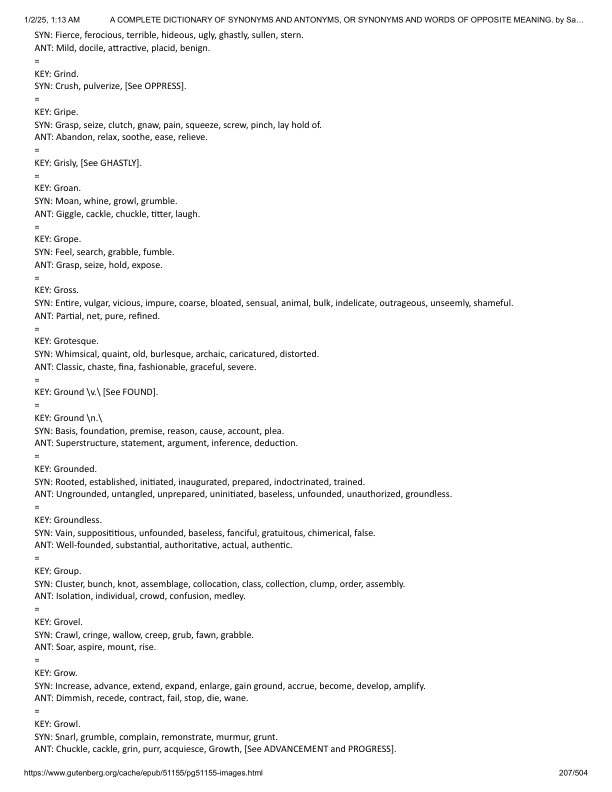 1/2/25, 1:13 AM A COMPLETE DICTIONARY OF SYNONYMS AND ANTONYMS, OR SYNONYMS AND WORDS OF OPPOSITE MEANING. by Sa…
SYN: Fierce, ferocious, terrible, hideous, ugly, ghastly, sullen, stern.
ANT: Mild, docile, attractive, placid, benign.
=
KEY: Grind.
SYN: Crush, pulverize, [See OPPRESS].
=
KEY: Gripe.
SYN: Grasp, seize, clutch, gnaw, pain, squeeze, screw, pinch, lay hold of.
ANT: Abandon, relax, soothe, ease, relieve.
=
KEY: Grisly, [See GHASTLY].
=
KEY: Groan.
SYN: Moan, whine, growl, grumble.
ANT: Giggle, cackle, chuckle, titter, laugh.
=
KEY: Grope.
SYN: Feel, search, grabble, fumble.
ANT: Grasp, seize, hold, expose.
=
KEY: Gross.
SYN: Entire, vulgar, vicious, impure, coarse, bloated, sensual, animal, bulk, indelicate, outrageous, unseemly, shameful.
ANT: Partial, net, pure, refined.
=
KEY: Grotesque.
SYN: Whimsical, quaint, old, burlesque, archaic, caricatured, distorted.
ANT: Classic, chaste, fina, fashionable, graceful, severe.
=
KEY: Ground \v.\ [See FOUND].
=
KEY: Ground \n.\
SYN: Basis, foundation, premise, reason, cause, account, plea.
ANT: Superstructure, statement, argument, inference, deduction.
=
KEY: Grounded.
SYN: Rooted, established, initiated, inaugurated, prepared, indoctrinated, trained.
ANT: Ungrounded, untangled, unprepared, uninitiated, baseless, unfounded, unauthorized, groundless.
=
KEY: Groundless.
SYN: Vain, supposititious, unfounded, baseless, fanciful, gratuitous, chimerical, false.
ANT: Well-founded, substantial, authoritative, actual, authentic.
=
KEY: Group.
SYN: Cluster, bunch, knot, assemblage, collocation, class, collection, clump, order, assembly.
ANT: Isolation, individual, crowd, confusion, medley.
=
KEY: Grovel.
SYN: Crawl, cringe, wallow, creep, grub, fawn, grabble.
ANT: Soar, aspire, mount, rise.
=
KEY: Grow.
SYN: Increase, advance, extend, expand, enlarge, gain ground, accrue, become, develop, amplify.
ANT: Dimmish, recede, contract, fail, stop, die, wane.
=
KEY: Growl.
SYN: Snarl, grumble, complain, remonstrate, murmur, grunt.
ANT: Chuckle, cackle, grin, purr, acquiesce, Growth, [See ADVANCEMENT and PROGRESS].
https://www.gutenberg.org/cache/epub/51155/pg51155-images.html 207/504